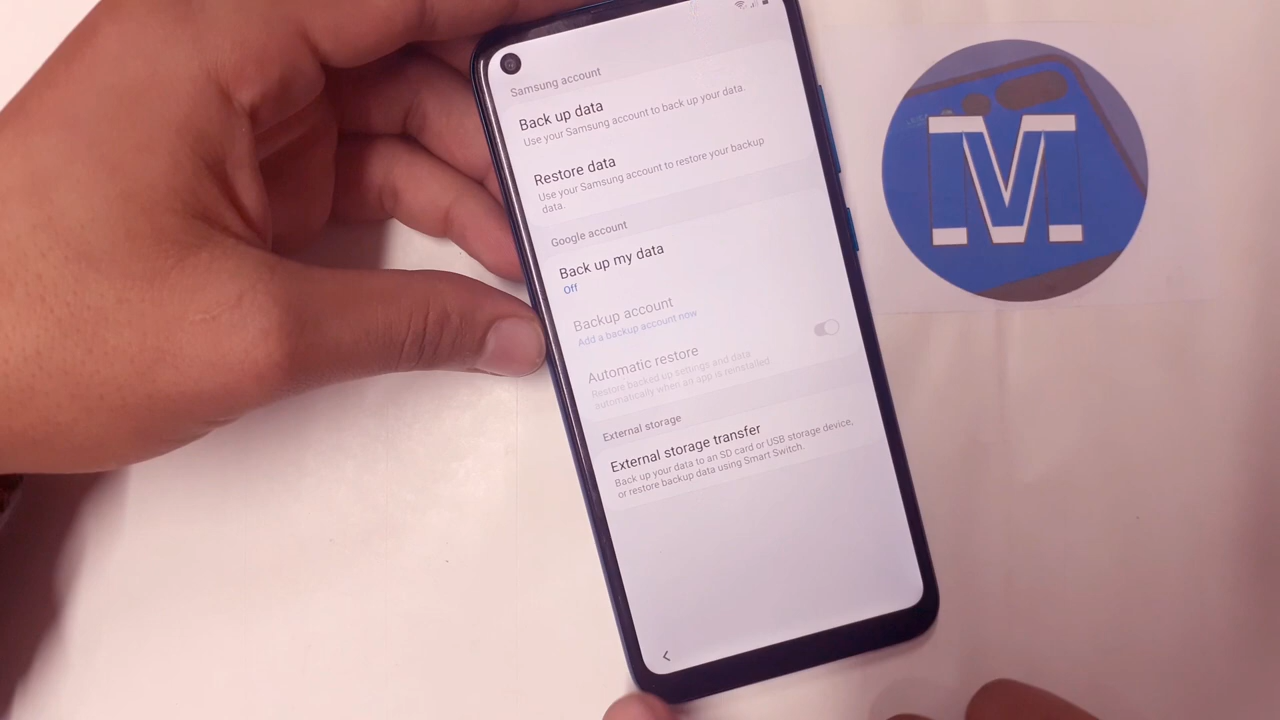 Samsung account
Back up data
Use your Samsung account to back up your data.
Restore data
Use your Samsung account to restore your backup
data.
Google account
Back up my data
Off
Backup account
Add a backup account now
Automatic restore
Restore backed up settings and data
automatically when an app is reinstalled.
External storage
External storage transfer
Back up your data to an SD card or USB storage device,
or restore backup data using Smart Switch.
M